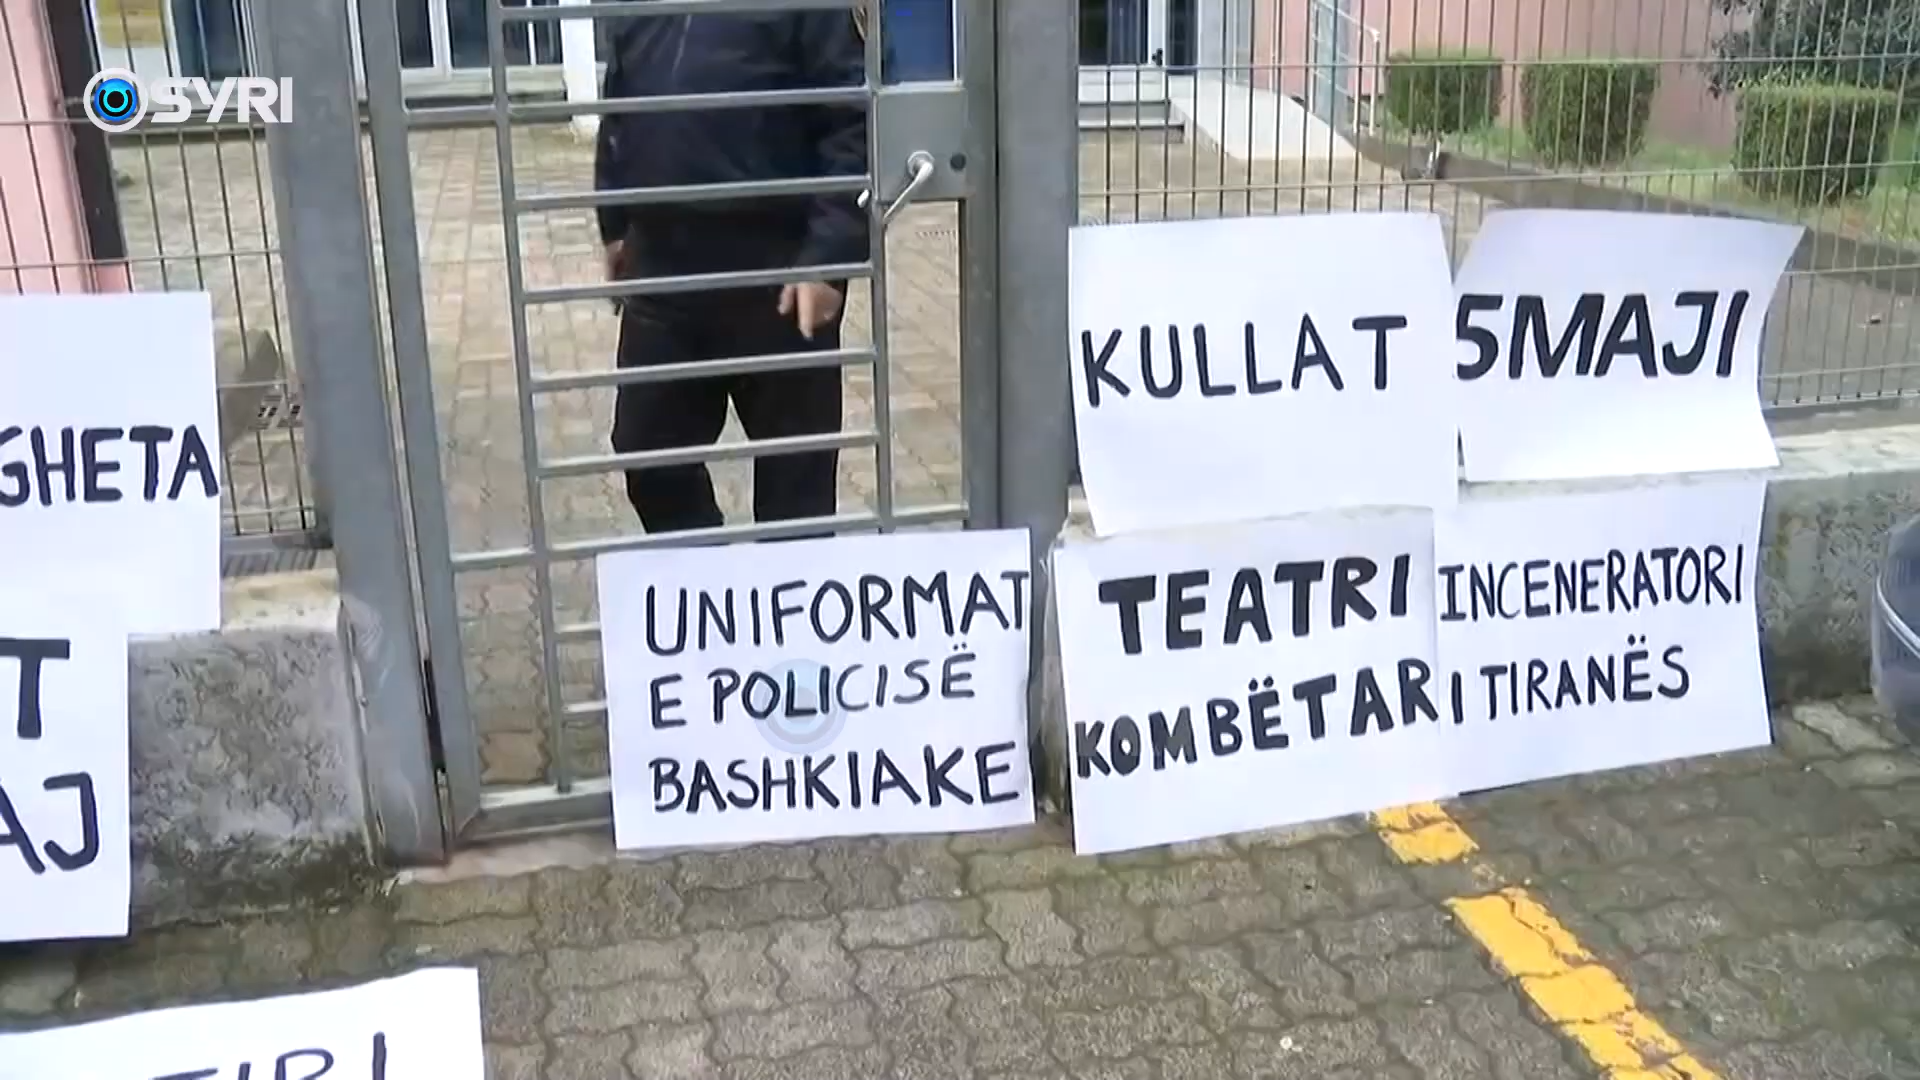 SYRI
KULLAT
5MAJI
GHETA
UNIFORMAT
E POLICISË
BASHKIAKE
TEATRI
KOMBËTAR
INCENERATORI
I TIRANËS
T
AJ